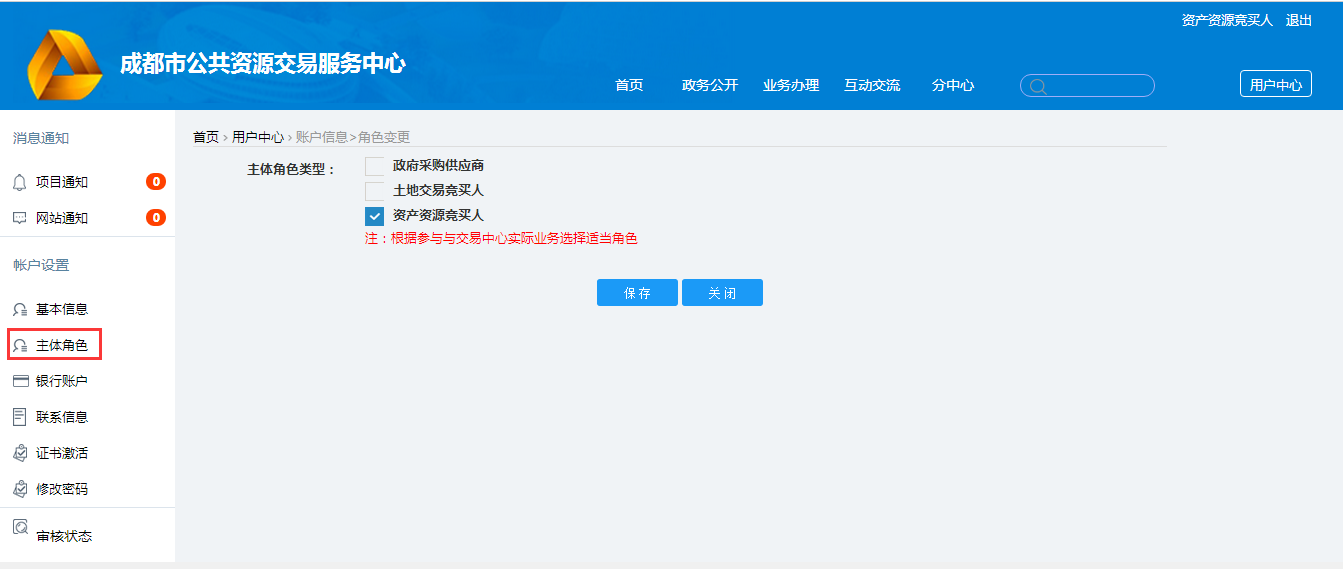 资产资源竞买人 退出
成都市公共资源交易服务中心
首页 政务公开 业务办理 互动交流 分中心 用户中心
消息通知
项目通知 0
网站通知 0
帐户设置
基本信息
主体角色
银行账户
联系信息
证书激活
修改密码
审核状态
首页 › 用户中心 › 账户信息>角色变更
主体角色类型：
政府采购供应商
土地交易竞买人
资产资源竞买人
注：根据参与与交易中心实际业务选择适当角色
保存 关闭